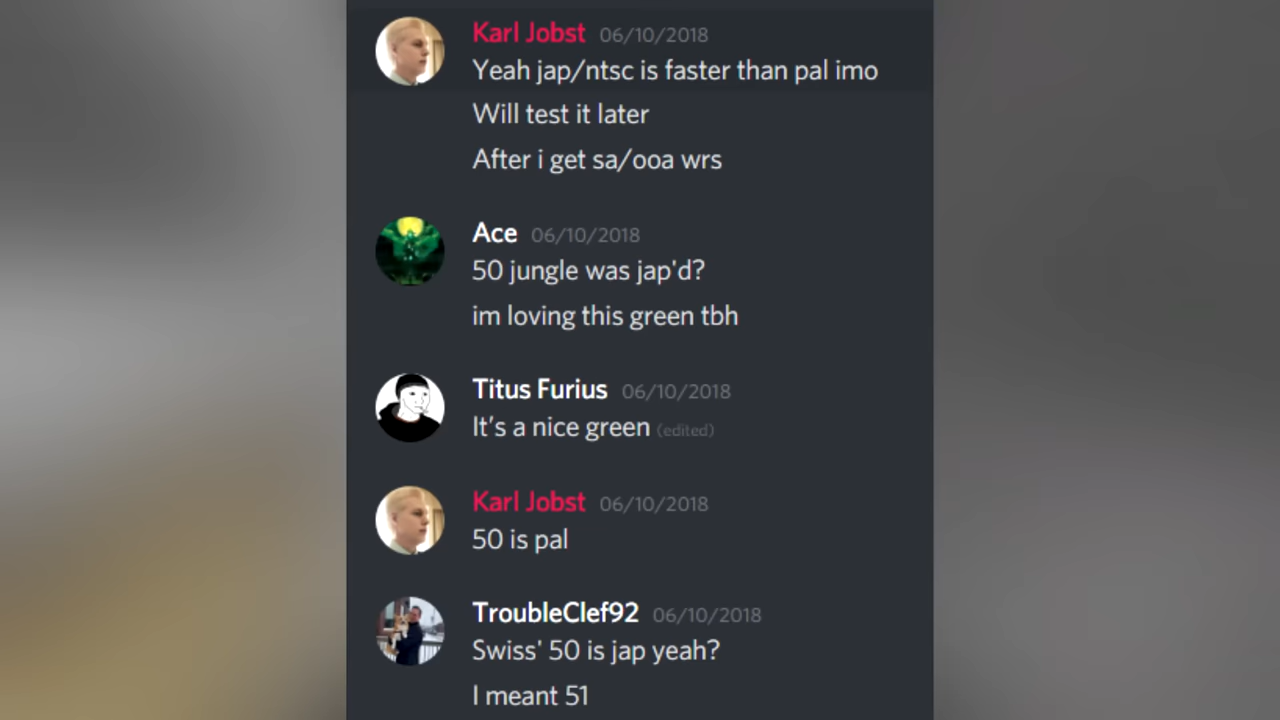 Karl Jobst 06/10/2018
Yeah jap/ntsc is faster than pal imo
Will test it later
After i get sa/ooa wrs
Ace 06/10/2018
50 jungle was jap'd?
im loving this green tbh
Titus Furius 06/10/2018
It's a nice green (edited)
Karl Jobst 06/10/2018
50 is pal
TroubleClef92 06/10/2018
Swiss' 50 is jap yeah?
I meant 51